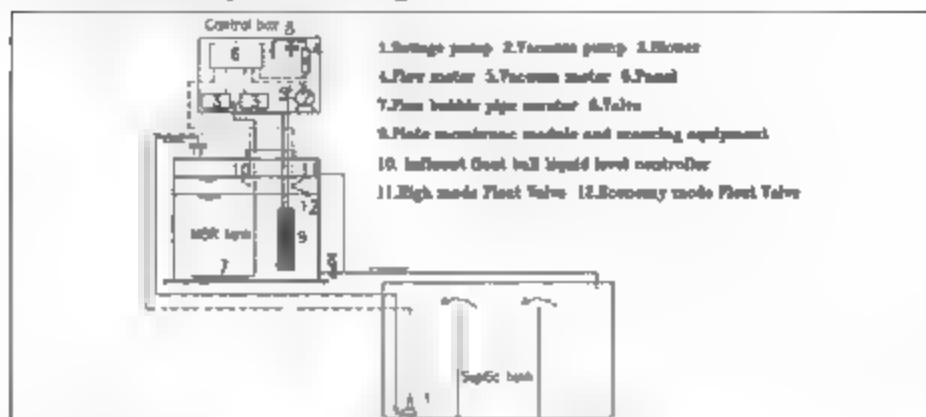 Control box 8
6 4
3 3
1.Sewage pump 2.Vacuum pump 3.Blower
4.Flow meter 5.Vacuum meter 6.Panel
7.Fine bubble pipe aerator 8.Valve
9.Plate membrane module and scouring equipment
10. Influent float ball liquid level controller
11.High mode Float Valve 12.Economy mode Float Valve
10 11
12
MBR tank 9
7
Septic tank
1